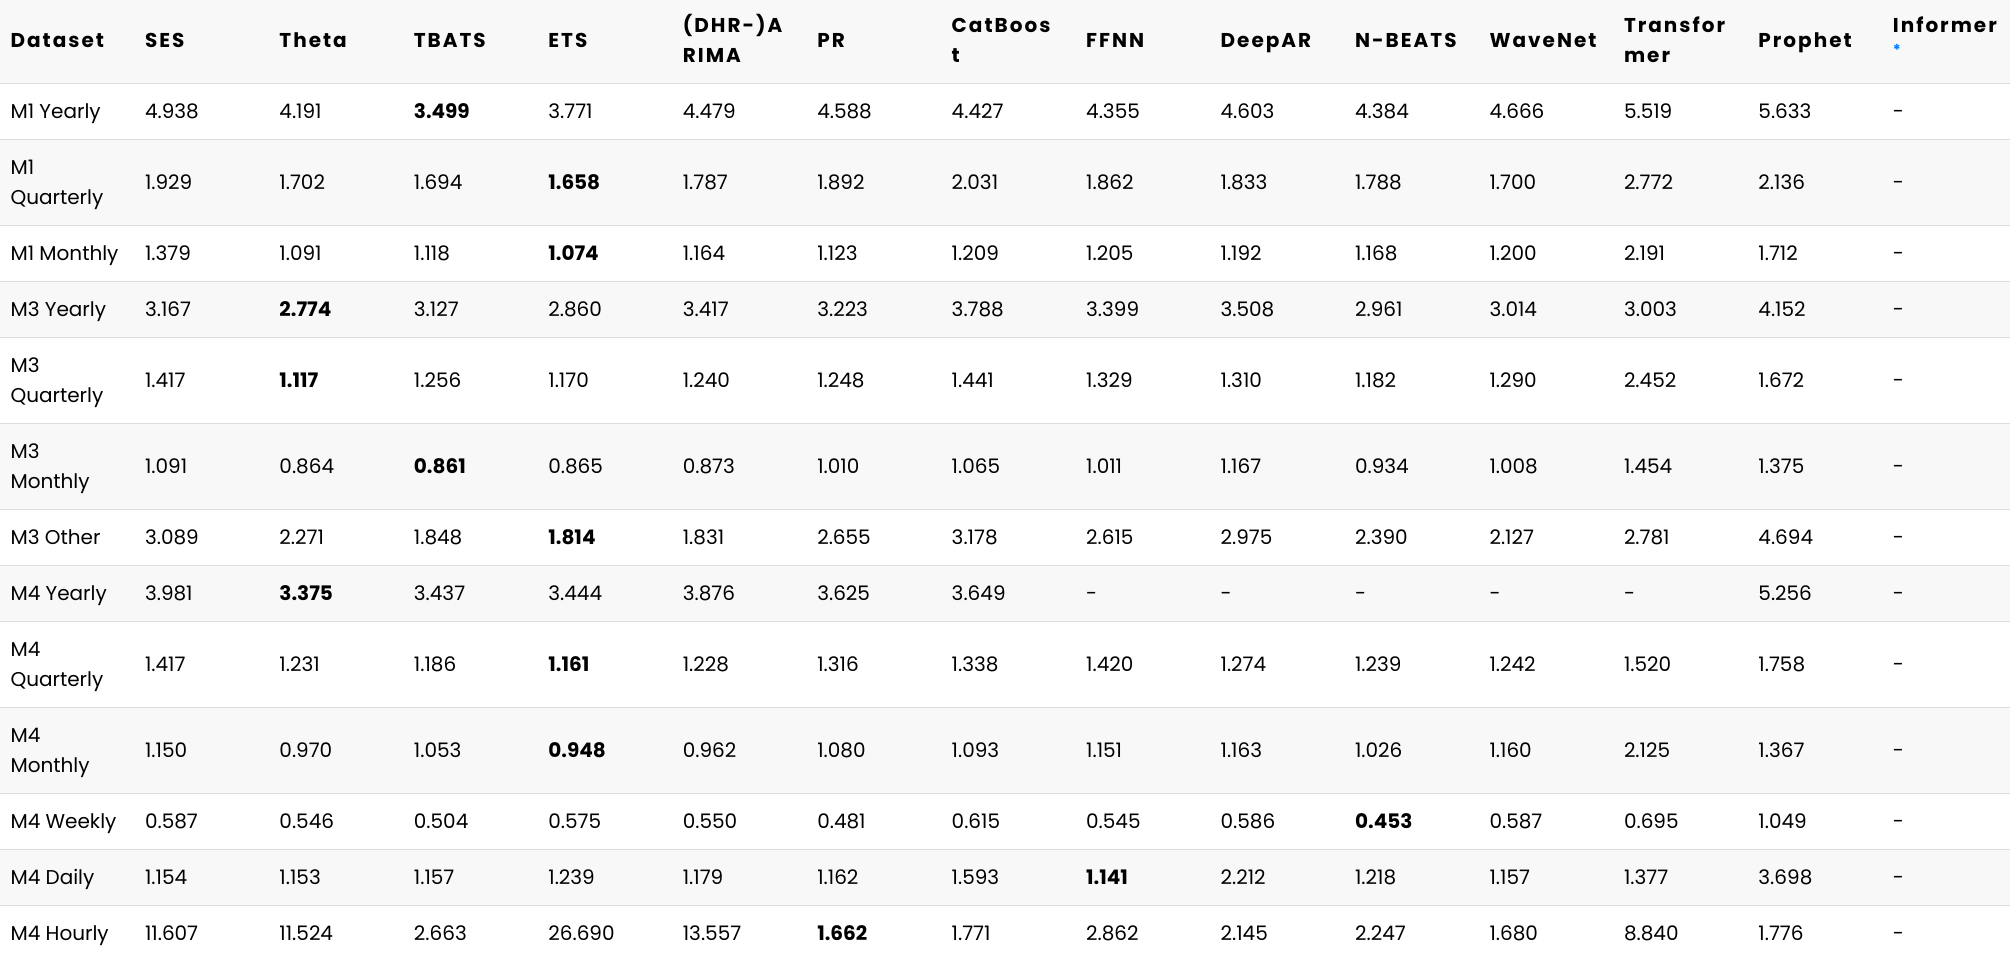 Dataset SES Theta TBATS ETS (DHR-)A PR CatBoos FFNN DeepAR N-BEATS WaveNet Transfor Prophet Informer
RIMA t mer *
M1 Yearly 4.938 4.191 3.499 3.771 4.479 4.588 4.427 4.355 4.603 4.384 4.666 5.519 5.633 -
M1
Quarterly 1.929 1.702 1.694 1.658 1.787 1.892 2.031 1.862 1.833 1.788 1.700 2.772 2.136 -
M1 Monthly 1.379 1.091 1.118 1.074 1.164 1.123 1.209 1.205 1.192 1.168 1.200 2.191 1.712 -
M3 Yearly 3.167 2.774 3.127 2.860 3.417 3.223 3.788 3.399 3.508 2.961 3.014 3.003 4.152 -
M3
Quarterly 1.417 1.117 1.256 1.170 1.240 1.248 1.441 1.329 1.310 1.182 1.290 2.452 1.672 -
M3
Monthly 1.091 0.864 0.861 0.865 0.873 1.010 1.065 1.011 1.167 0.934 1.008 1.454 1.375 -
M3 Other 3.089 2.271 1.848 1.814 1.831 2.655 3.178 2.615 2.975 2.390 2.127 2.781 4.694 -
M4 Yearly 3.981 3.375 3.437 3.444 3.876 3.625 3.649 - - - - - 5.256 -
M4
Quarterly 1.417 1.231 1.186 1.161 1.228 1.316 1.338 1.420 1.274 1.239 1.242 1.520 1.758 -
M4
Monthly 1.150 0.970 1.053 0.948 0.962 1.080 1.093 1.151 1.163 1.026 1.160 2.125 1.367 -
M4 Weekly 0.587 0.546 0.504 0.575 0.550 0.481 0.615 0.545 0.586 0.453 0.587 0.695 1.049 -
M4 Daily 1.154 1.153 1.157 1.239 1.179 1.162 1.593 1.141 2.212 1.218 1.157 1.377 3.698 -
M4 Hourly 11.607 11.524 2.663 26.690 13.557 1.662 1.771 2.862 2.145 2.247 1.680 8.840 1.776 -